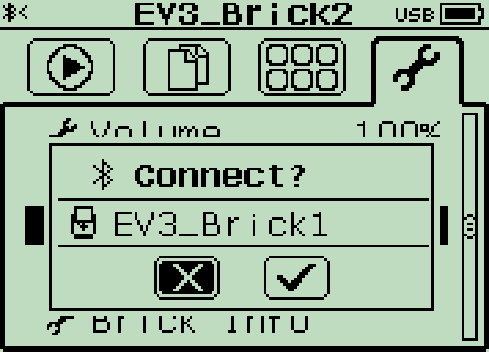 EV3_Brick2 USB
Volume 100%
Connect?
EV3_Brick1
Brick Info